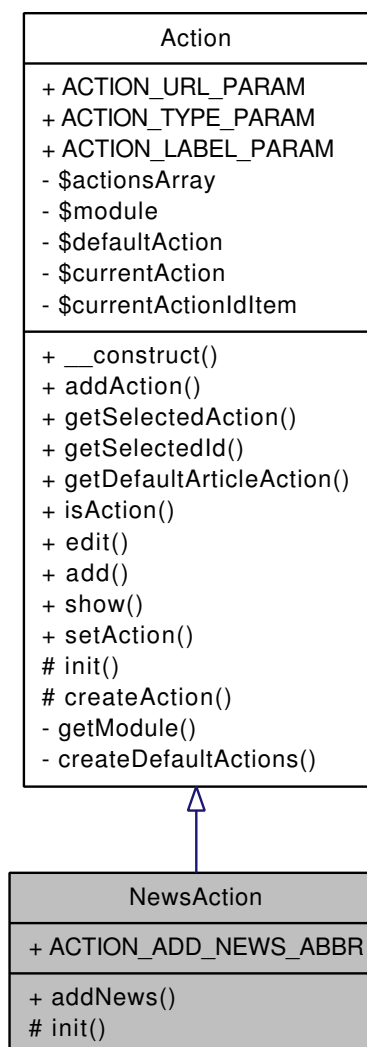 Action
+ ACTION_URL_PARAM
+ ACTION_TYPE_PARAM
+ ACTION_LABEL_PARAM
- $actionsArray
- $module
- $defaultAction
- $currentAction
- $currentActionIdItem
+ __construct()
+ addAction()
+ getSelectedAction()
+ getSelectedId()
+ getDefaultArticleAction()
+ isAction()
+ edit()
+ add()
+ show()
+ setAction()
# init()
# createAction()
- getModule()
- createDefaultActions()
NewsAction
+ ACTION_ADD_NEWS_ABBR
+ addNews()
# init()